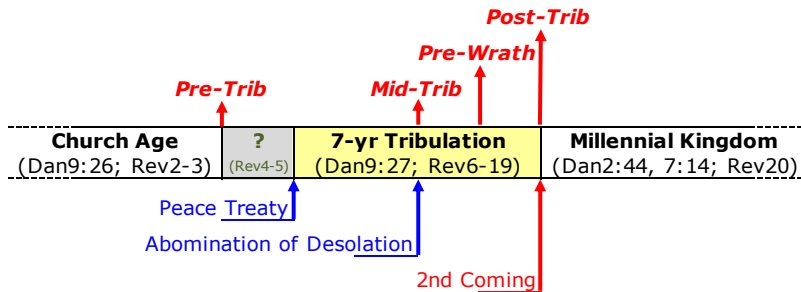 Post-Trib
Pre-Wrath
Pre-Trib
Mid-Trib
Church Age
(Dan9:26; Rev2-3)
?
(Rev4-5)
7-yr Tribulation
(Dan9:27; Rev6-19)
Millennial Kingdom
(Dan2:44, 7:14; Rev20)
Peace Treaty
Abomination of Desolation
2nd Coming